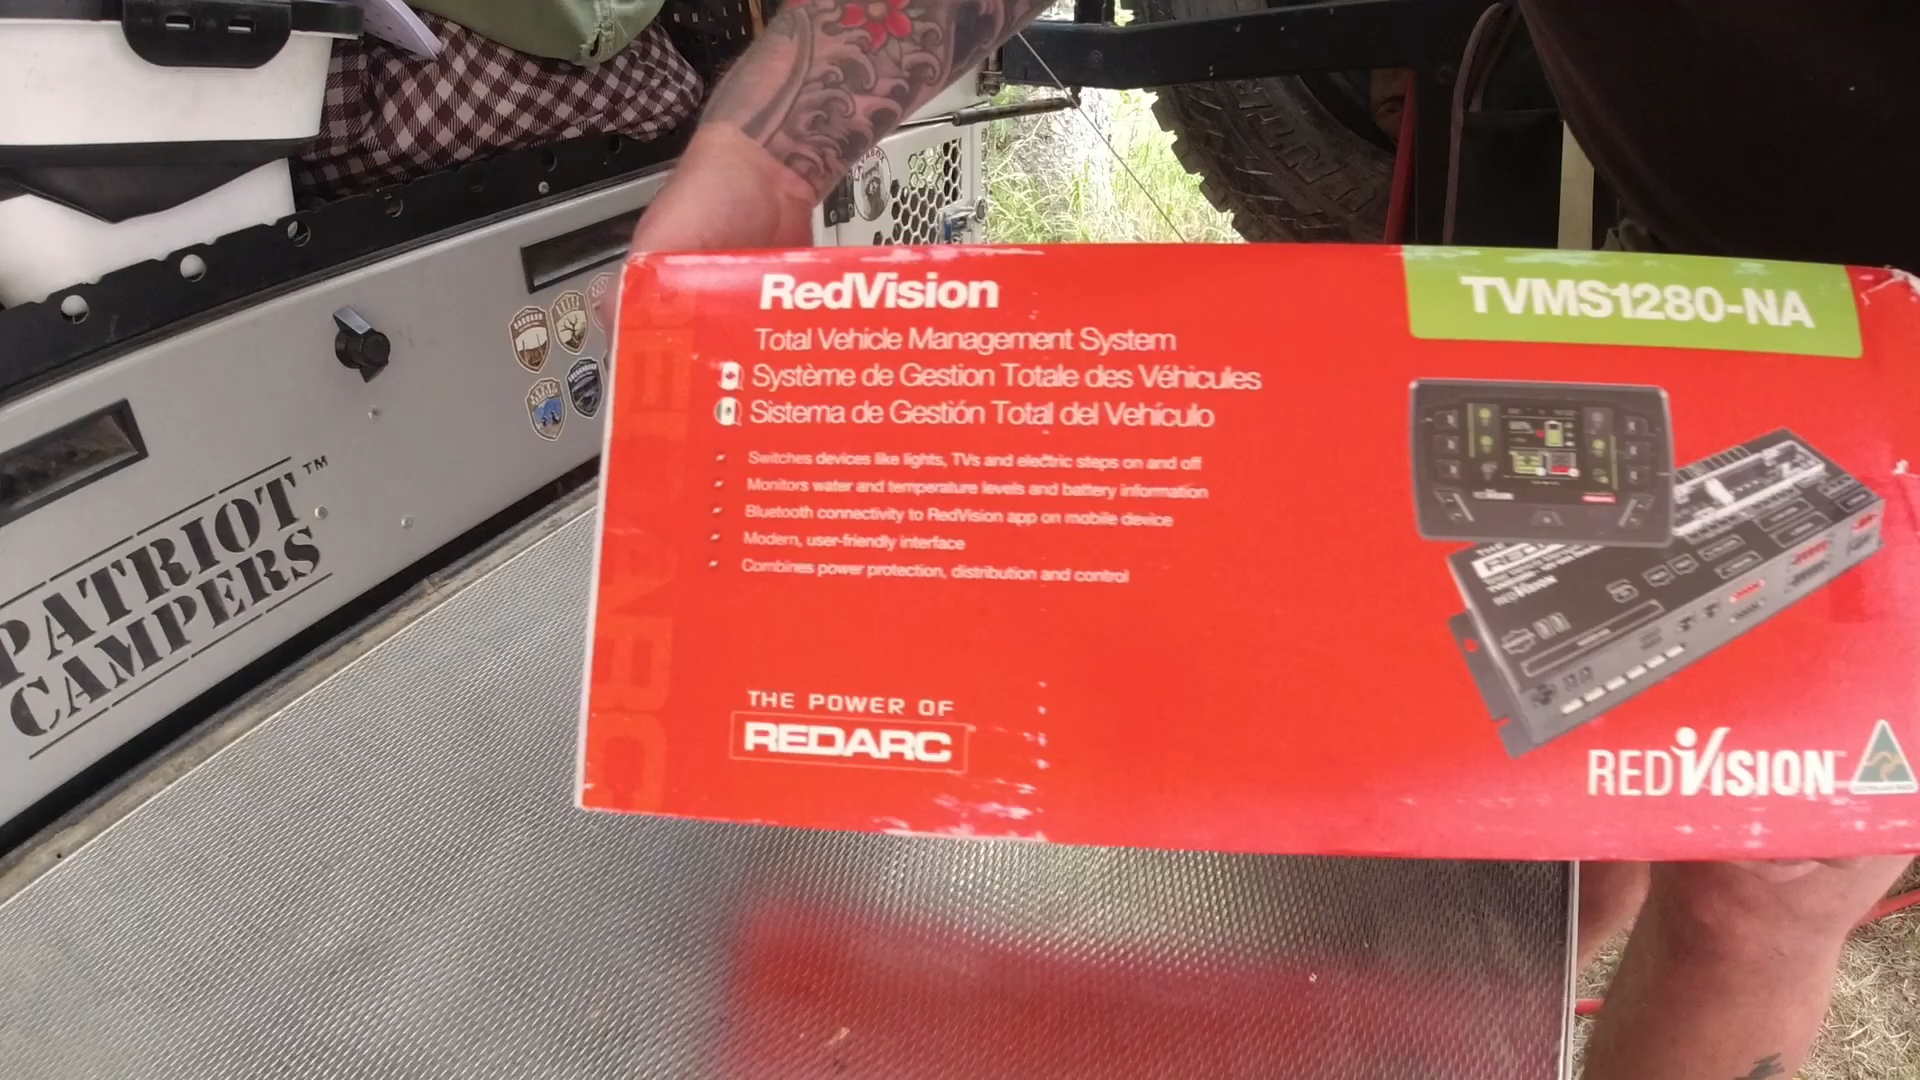 PATRIOT™
CAMPERS
RedVision
Total Vehicle Management System
Système de Gestion Totale des Véhicules
Sistema de Gestión Total del Vehículo
Switches devices like lights, TVs and electric steps on and off
Monitors water and temperature levels and battery information
Bluetooth connectivity to RedVision app on mobile device
Modern, user-friendly interface
Combines power protection, distribution and control
THE POWER OF
REDARC
TVMS1280-NA
REDVISION™
REDARC